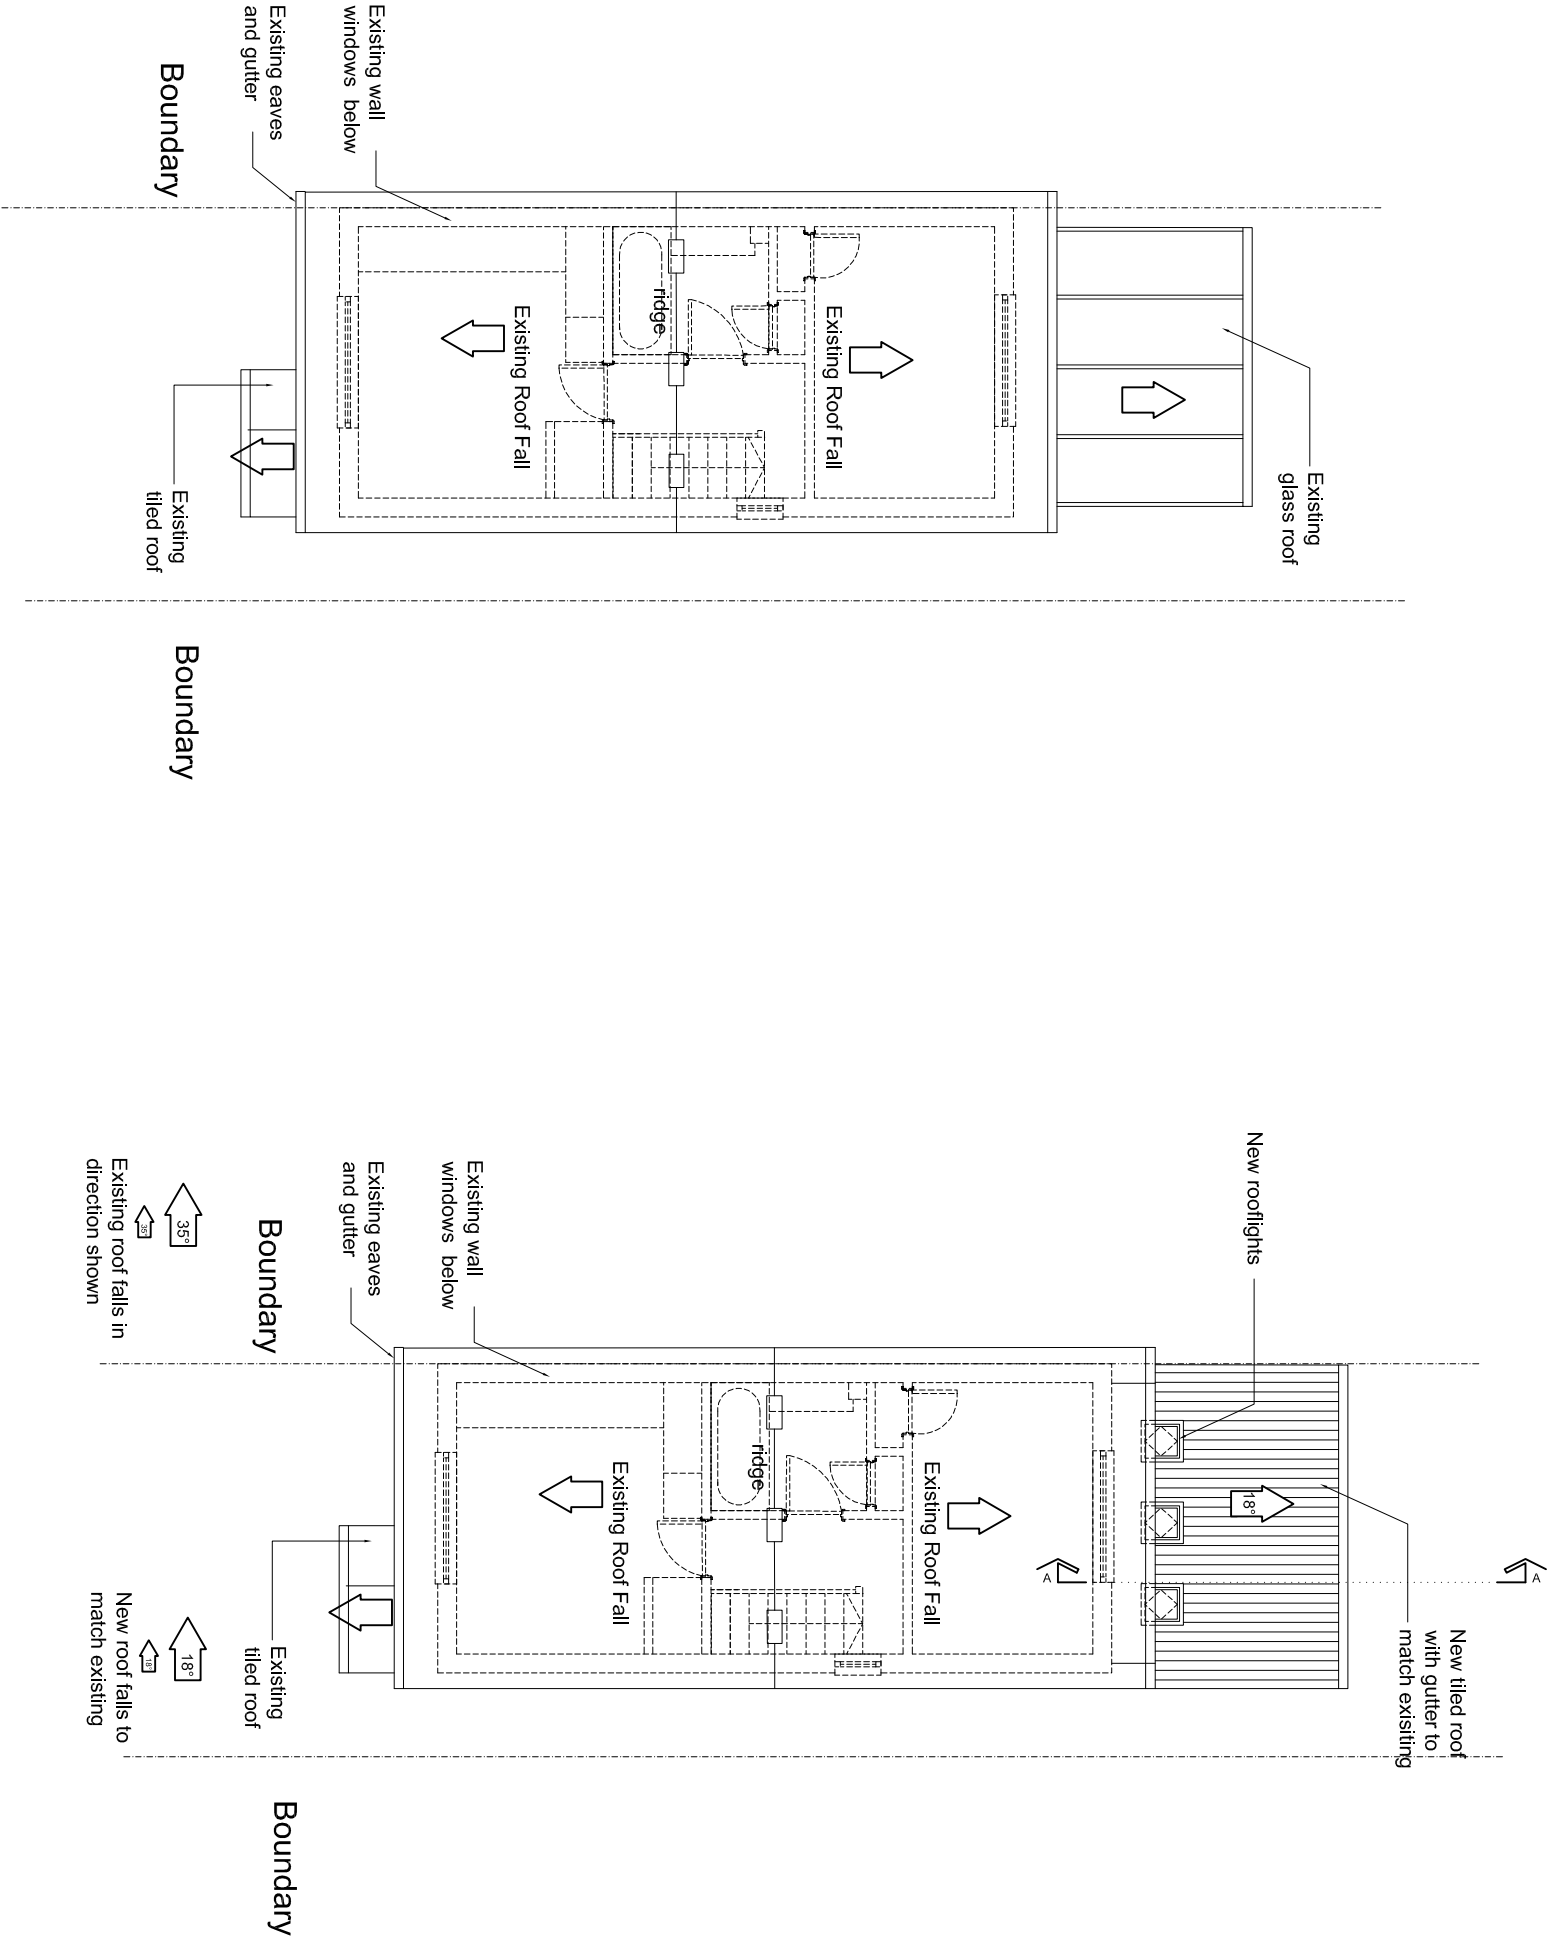 Boundary
Existing eaves
and gutter
Existing wall
windows below
ridge
Existing Roof Fall
Existing Roof Fall
Existing
glass roof
Existing
tiled roof
Boundary
New rooflights
Existing wall
windows below
Existing eaves
and gutter
Boundary
35°
35°
Existing roof falls in
direction shown
ridge
Existing Roof Fall
Existing Roof Fall
18°
A
A
New tiled roof
with gutter to
match exisiting
Existing
tiled roof
18°
18°
New roof falls to
match existing
Boundary